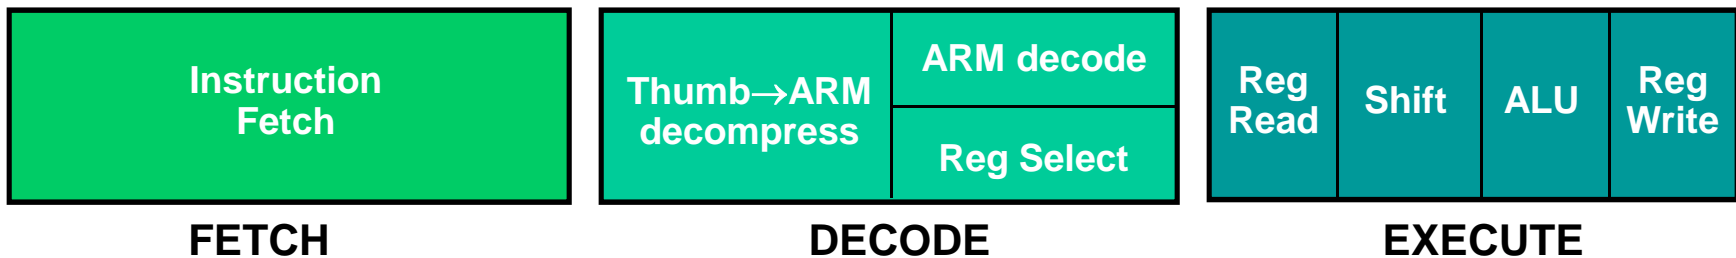 Instruction
Fetch
Thumb→ARM
decompress
ARM decode
Reg Select
Reg
Read
Shift
ALU
Reg
Write
FETCH
DECODE
EXECUTE